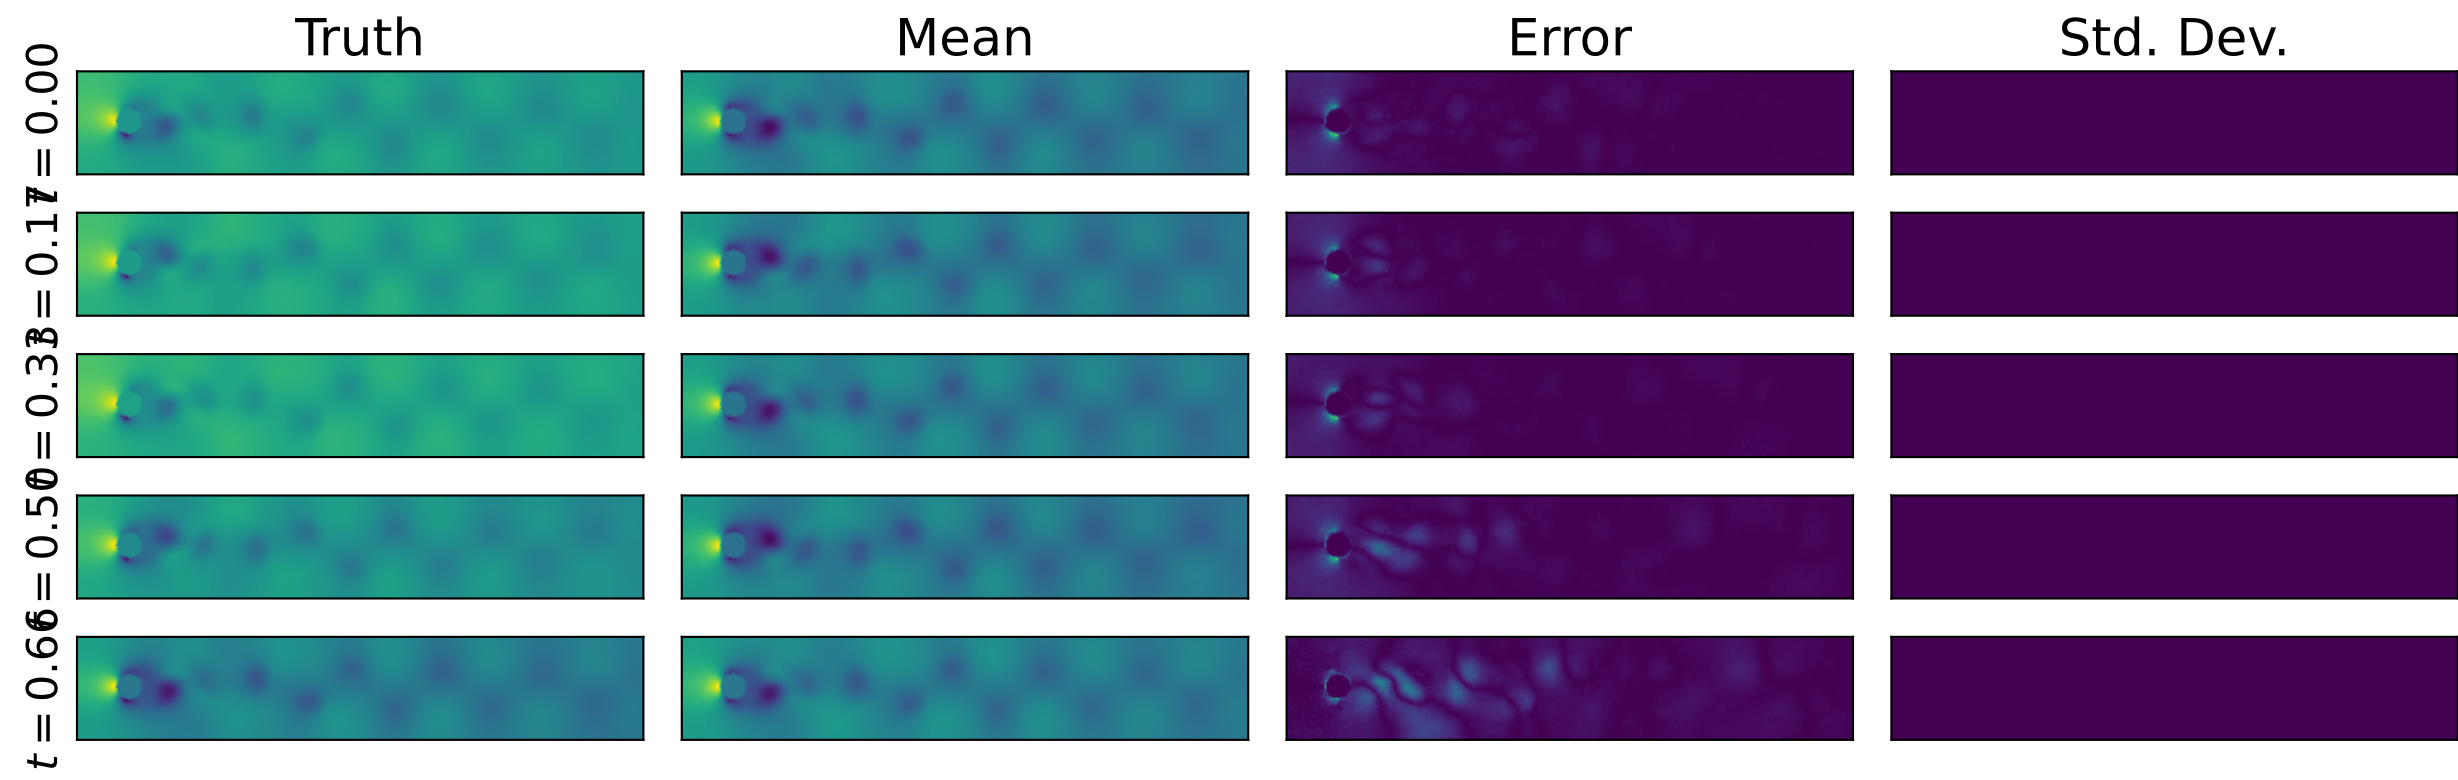 Truth Mean Error Std. Dev.
t = 0.00
t = 0.17
t = 0.33
t = 0.50
t = 0.66